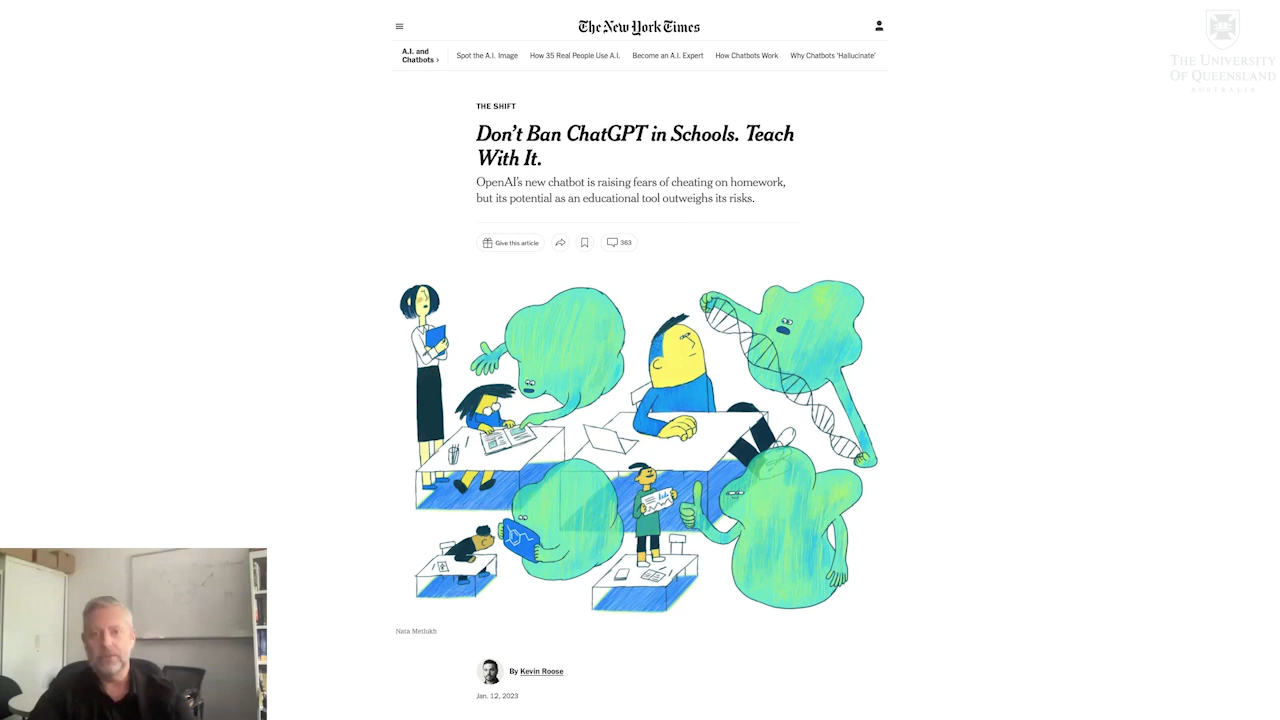 The New York Times
A.I. and
Chatbots ›
Spot the A.I. Image
How 35 Real People Use A.I.
Become an A.I. Expert
How Chatbots Work
Why Chatbots 'Hallucinate'
THE SHIFT
Don't Ban ChatGPT in Schools. Teach
With It.
OpenAI's new chatbot is raising fears of cheating on homework,
but its potential as an educational tool outweighs its risks.
Give this article
363
Nata Metlukh
By Kevin Roose
Jan. 12, 2023
THE UNIVERSITY
OF QUEENSLAND
AUSTRALIA